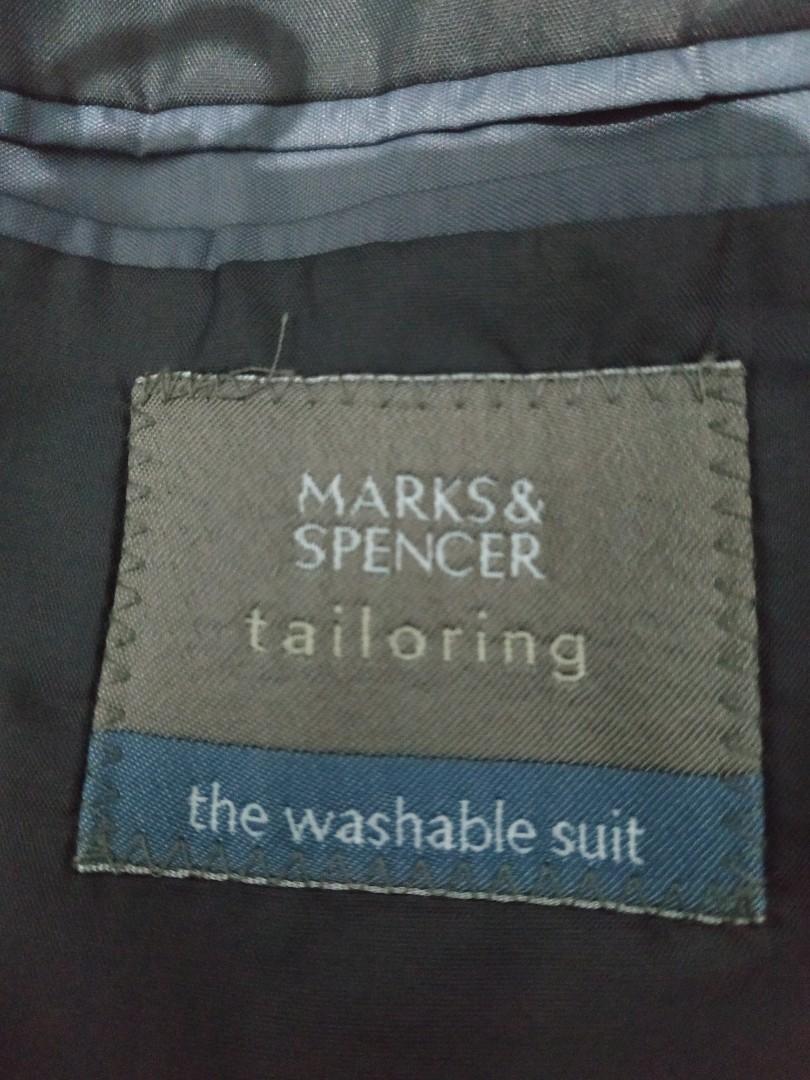 MARKS&
SPENCER
tailoring
the washable suit